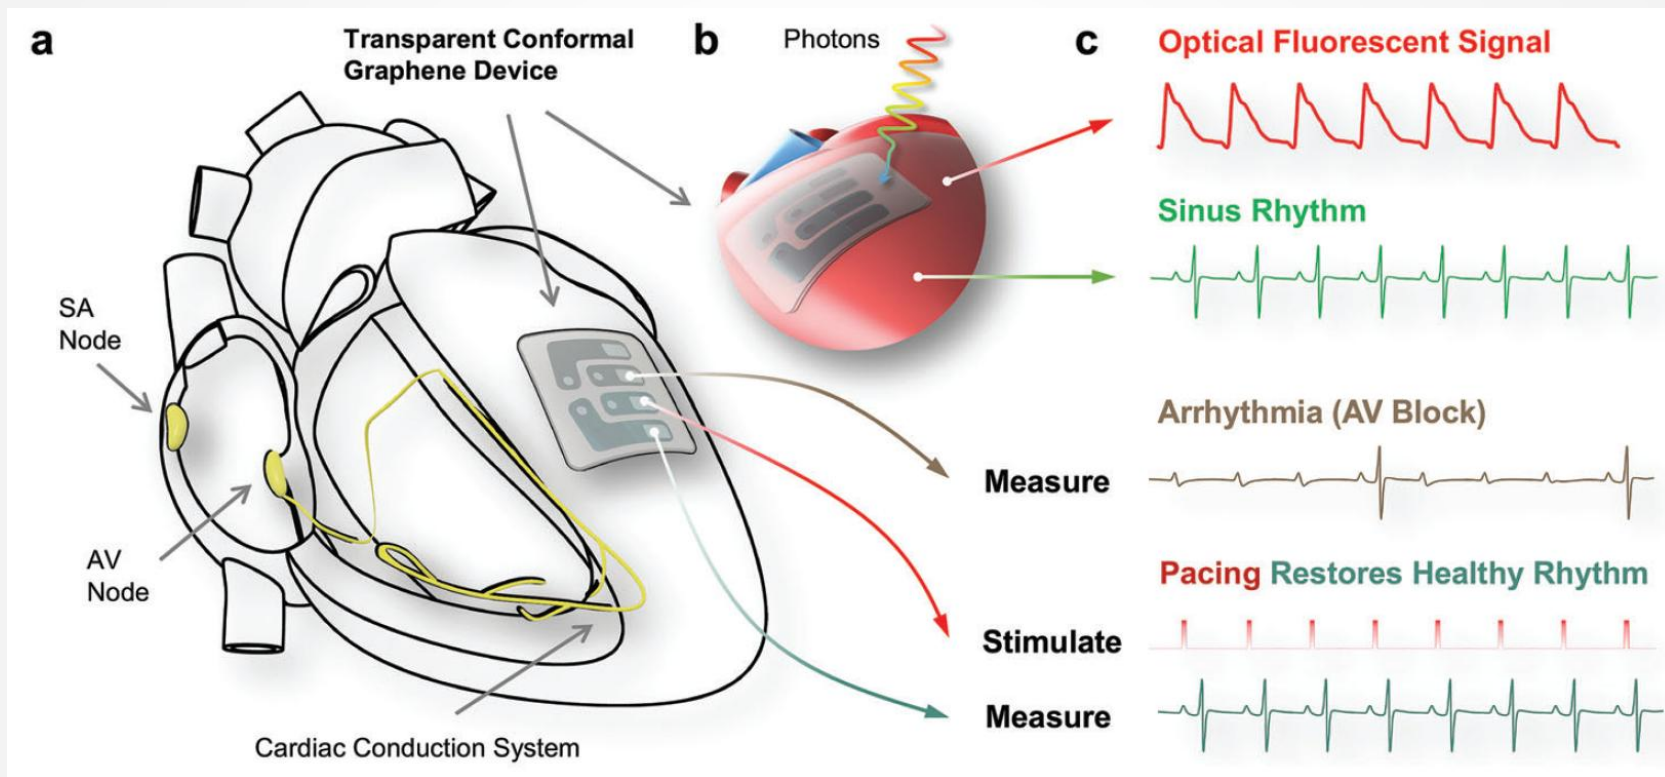 a
Transparent Conformal
Graphene Device
b
Photons
c
Optical Fluorescent Signal
Sinus Rhythm
SA
Node
Arrhythmia (AV Block)
Measure
AV
Node
Pacing Restores Healthy Rhythm
Stimulate
Measure
Cardiac Conduction System